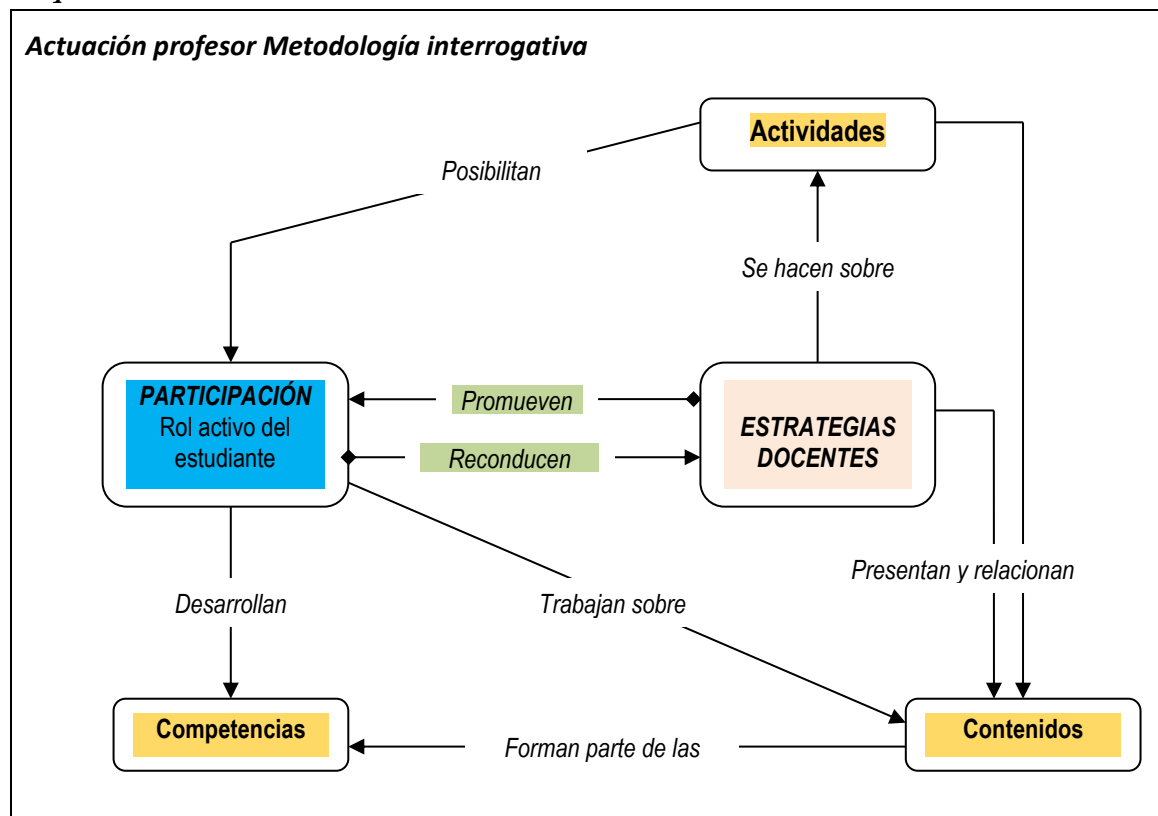 Actuación profesor Metodología interrogativa
Actividades
Posibilitan
Se hacen sobre
PARTICIPACIÓN
Rol activo del
estudiante
Promueven
Reconducen
ESTRATEGIAS
DOCENTES
Presentan y relacionan
Desarrollan
Trabajan sobre
Competencias
Contenidos
Forman parte de las